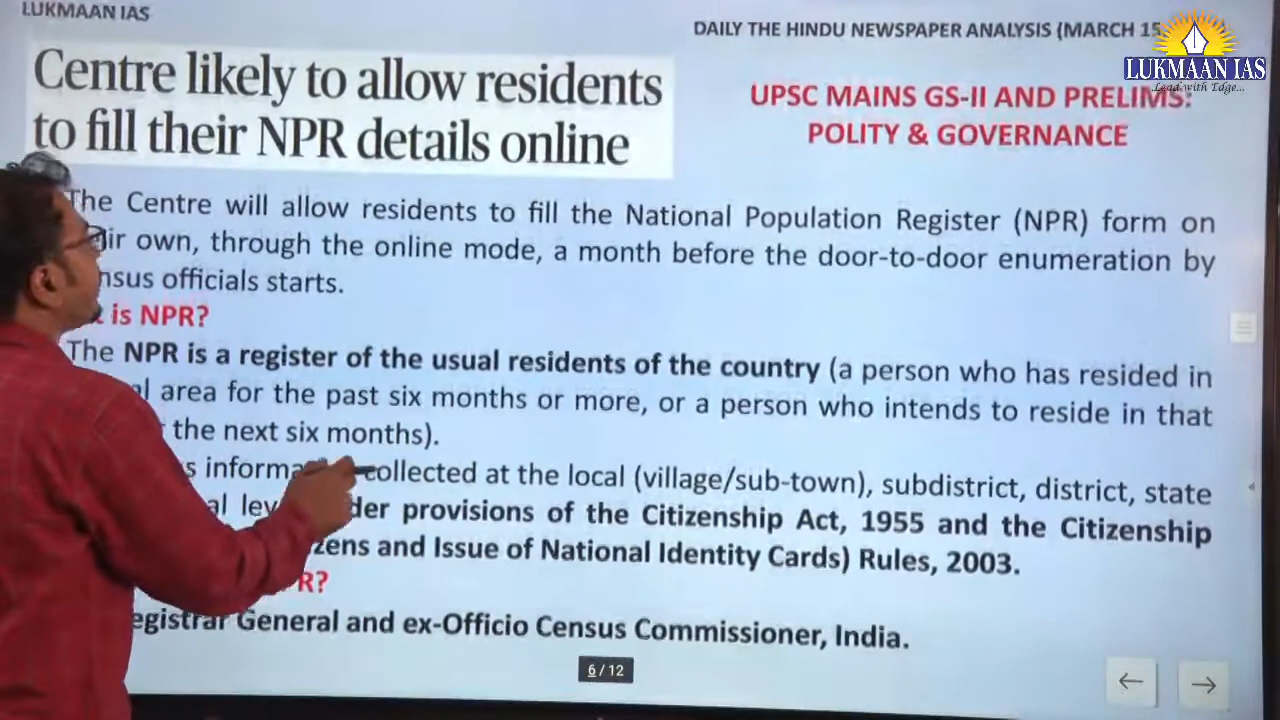 LUKMAAN IAS
DAILY THE HINDU NEWSPAPER ANALYSIS (MARCH 15
LUKMAAN IAS
Lead with Edge...
Centre likely to allow residents
to fill their NPR details online
UPSC MAINS GS-II AND PRELIMS:
POLITY & GOVERNANCE
The Centre will allow residents to fill the National Population Register (NPR) form on
own, through the online mode, a month before the door-to-door enumeration by
officials starts.
is NPR?
The NPR is a register of the usual residents of the country (a person who has resided in
area for the past six months or more, or a person who intends to reside in that
the next six months).
collected at the local (village/sub-town), subdistrict, district, state
provisions of the Citizenship Act, 1955 and the Citizenship
and Issue of National Identity Cards) Rules, 2003.
R?
egistrar General and ex-Officio Census Commissioner, India.
6/12